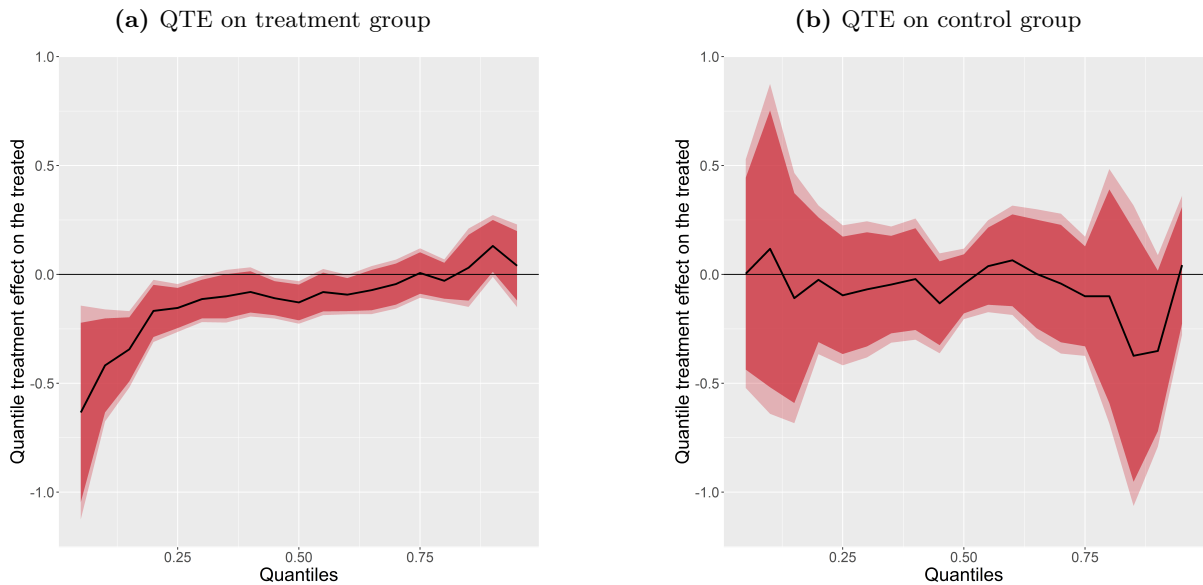 (a) QTE on treatment group
1.0
0.5
0.0
-0.5
-1.0
Quantile treatment effect on the treated
0.25
0.50
0.75
Quantiles
(b) QTE on control group
1.0
0.5
0.0
-0.5
-1.0
Quantile treatment effect on the treated
0.25
0.50
0.75
Quantiles